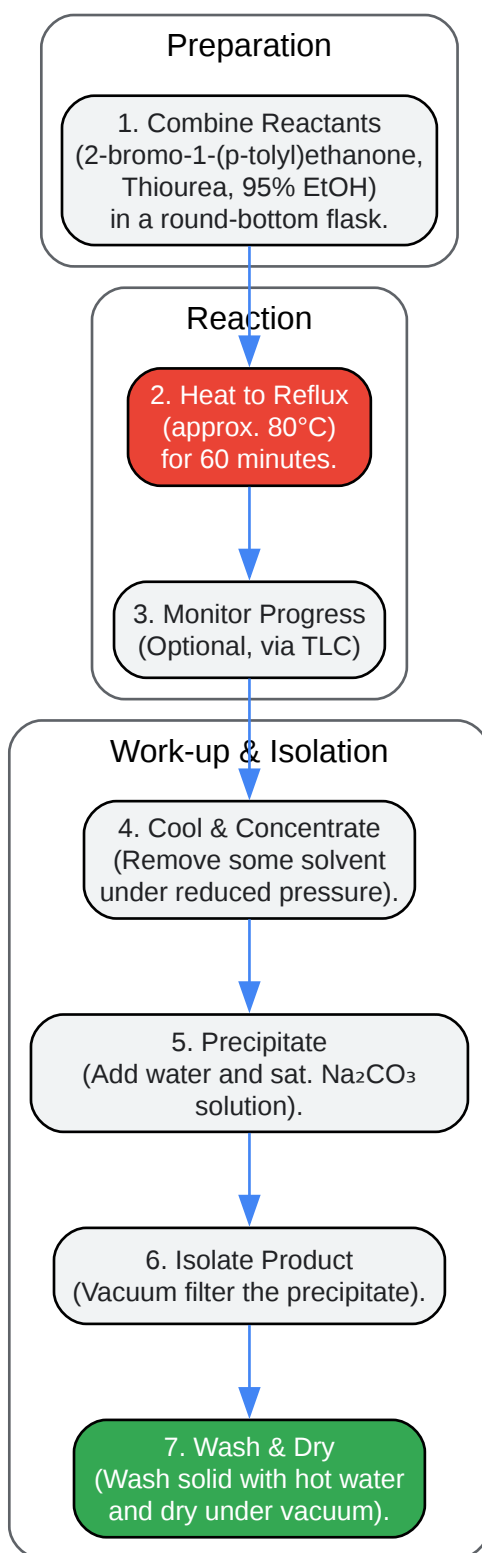 Preparation
1. Combine Reactants
(2-bromo-1-(p-tolyl)ethanone,
Thiourea, 95% EtOH)
in a round-bottom flask.
Reaction
2. Heat to Reflux
(approx. 80°C)
for 60 minutes.
3. Monitor Progress
(Optional, via TLC)
Work-up & Isolation
4. Cool & Concentrate
(Remove some solvent
under reduced pressure).
5. Precipitate
(Add water and sat. Na₂CO₃
solution).
6. Isolate Product
(Vacuum filter the precipitate).
7. Wash & Dry
(Wash solid with hot water
and dry under vacuum).